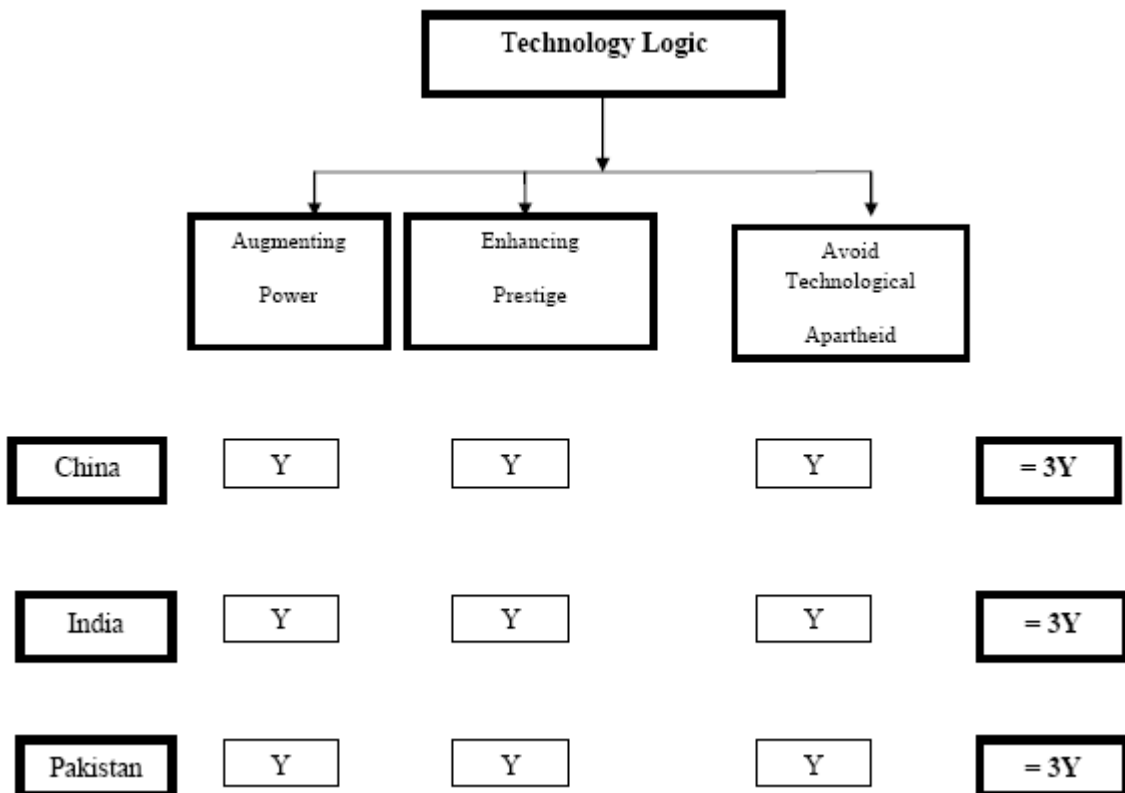 Technology Logic
Augmenting
Power
Enhancing
Prestige
Avoid
Technological
Apartheid
China
Y
Y
Y
= 3Y
India
Y
Y
Y
= 3Y
Pakistan
Y
Y
Y
= 3Y